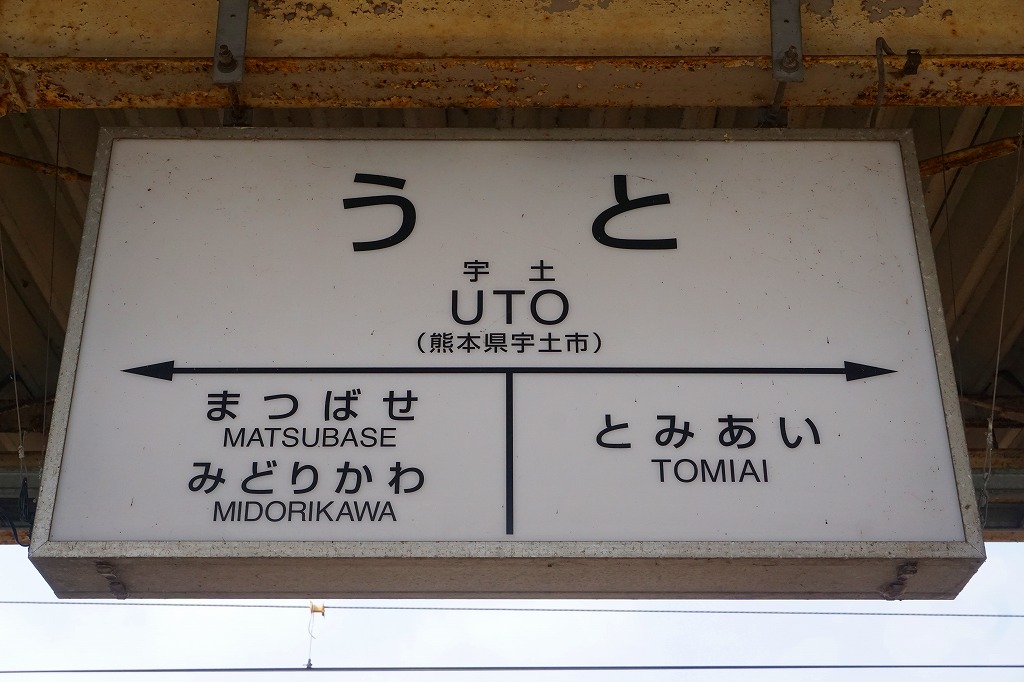 うと
宇土
UTO
(熊本県宇土市)
まつばせ
MATSUBASE
みどりかわ
MIDORIKAWA
とみあい
TOMIAI